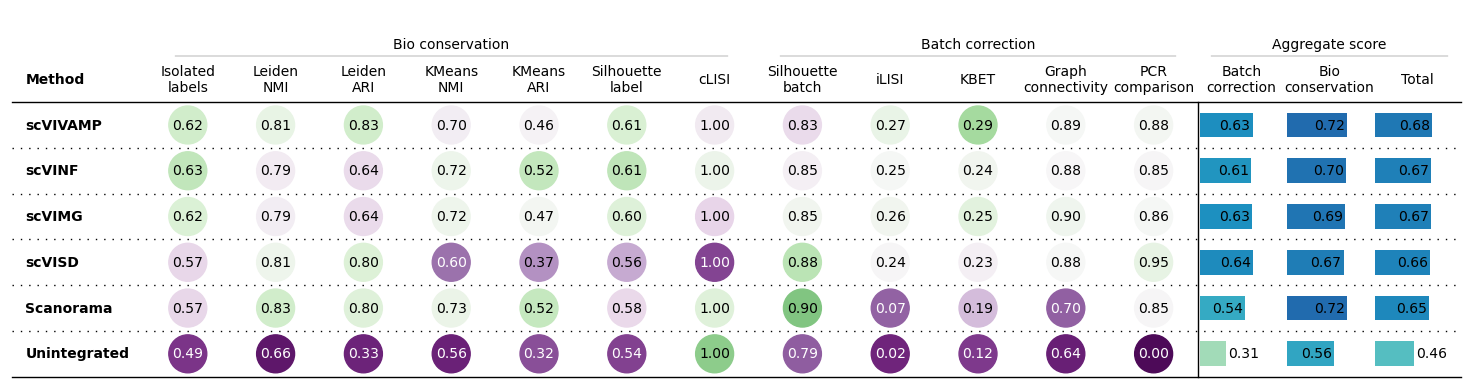 Bio conservation Batch correction Aggregate score
Method Isolated labels Leiden NMI Leiden ARI KMeans NMI KMeans ARI Silhouette label cLISI Silhouette batch iLISI KBET Graph connectivity PCR comparison Batch correction Bio conservation Total
scVIVAMP 0.62 0.81 0.83 0.70 0.46 0.61 1.00 0.83 0.27 0.29 0.89 0.88 0.63 0.72 0.68
scVINF 0.63 0.79 0.64 0.72 0.52 0.61 1.00 0.85 0.25 0.24 0.88 0.85 0.61 0.70 0.67
scVIMG 0.62 0.79 0.64 0.72 0.47 0.60 1.00 0.85 0.26 0.25 0.90 0.86 0.63 0.69 0.67
scVISD 0.57 0.81 0.80 0.60 0.37 0.56 1.00 0.88 0.24 0.23 0.88 0.95 0.64 0.67 0.66
Scanorama 0.57 0.83 0.80 0.73 0.52 0.58 1.00 0.90 0.07 0.19 0.70 0.85 0.54 0.72 0.65
Unintegrated 0.49 0.66 0.33 0.56 0.32 0.54 1.00 0.79 0.02 0.12 0.64 0.00 0.31 0.56 0.46